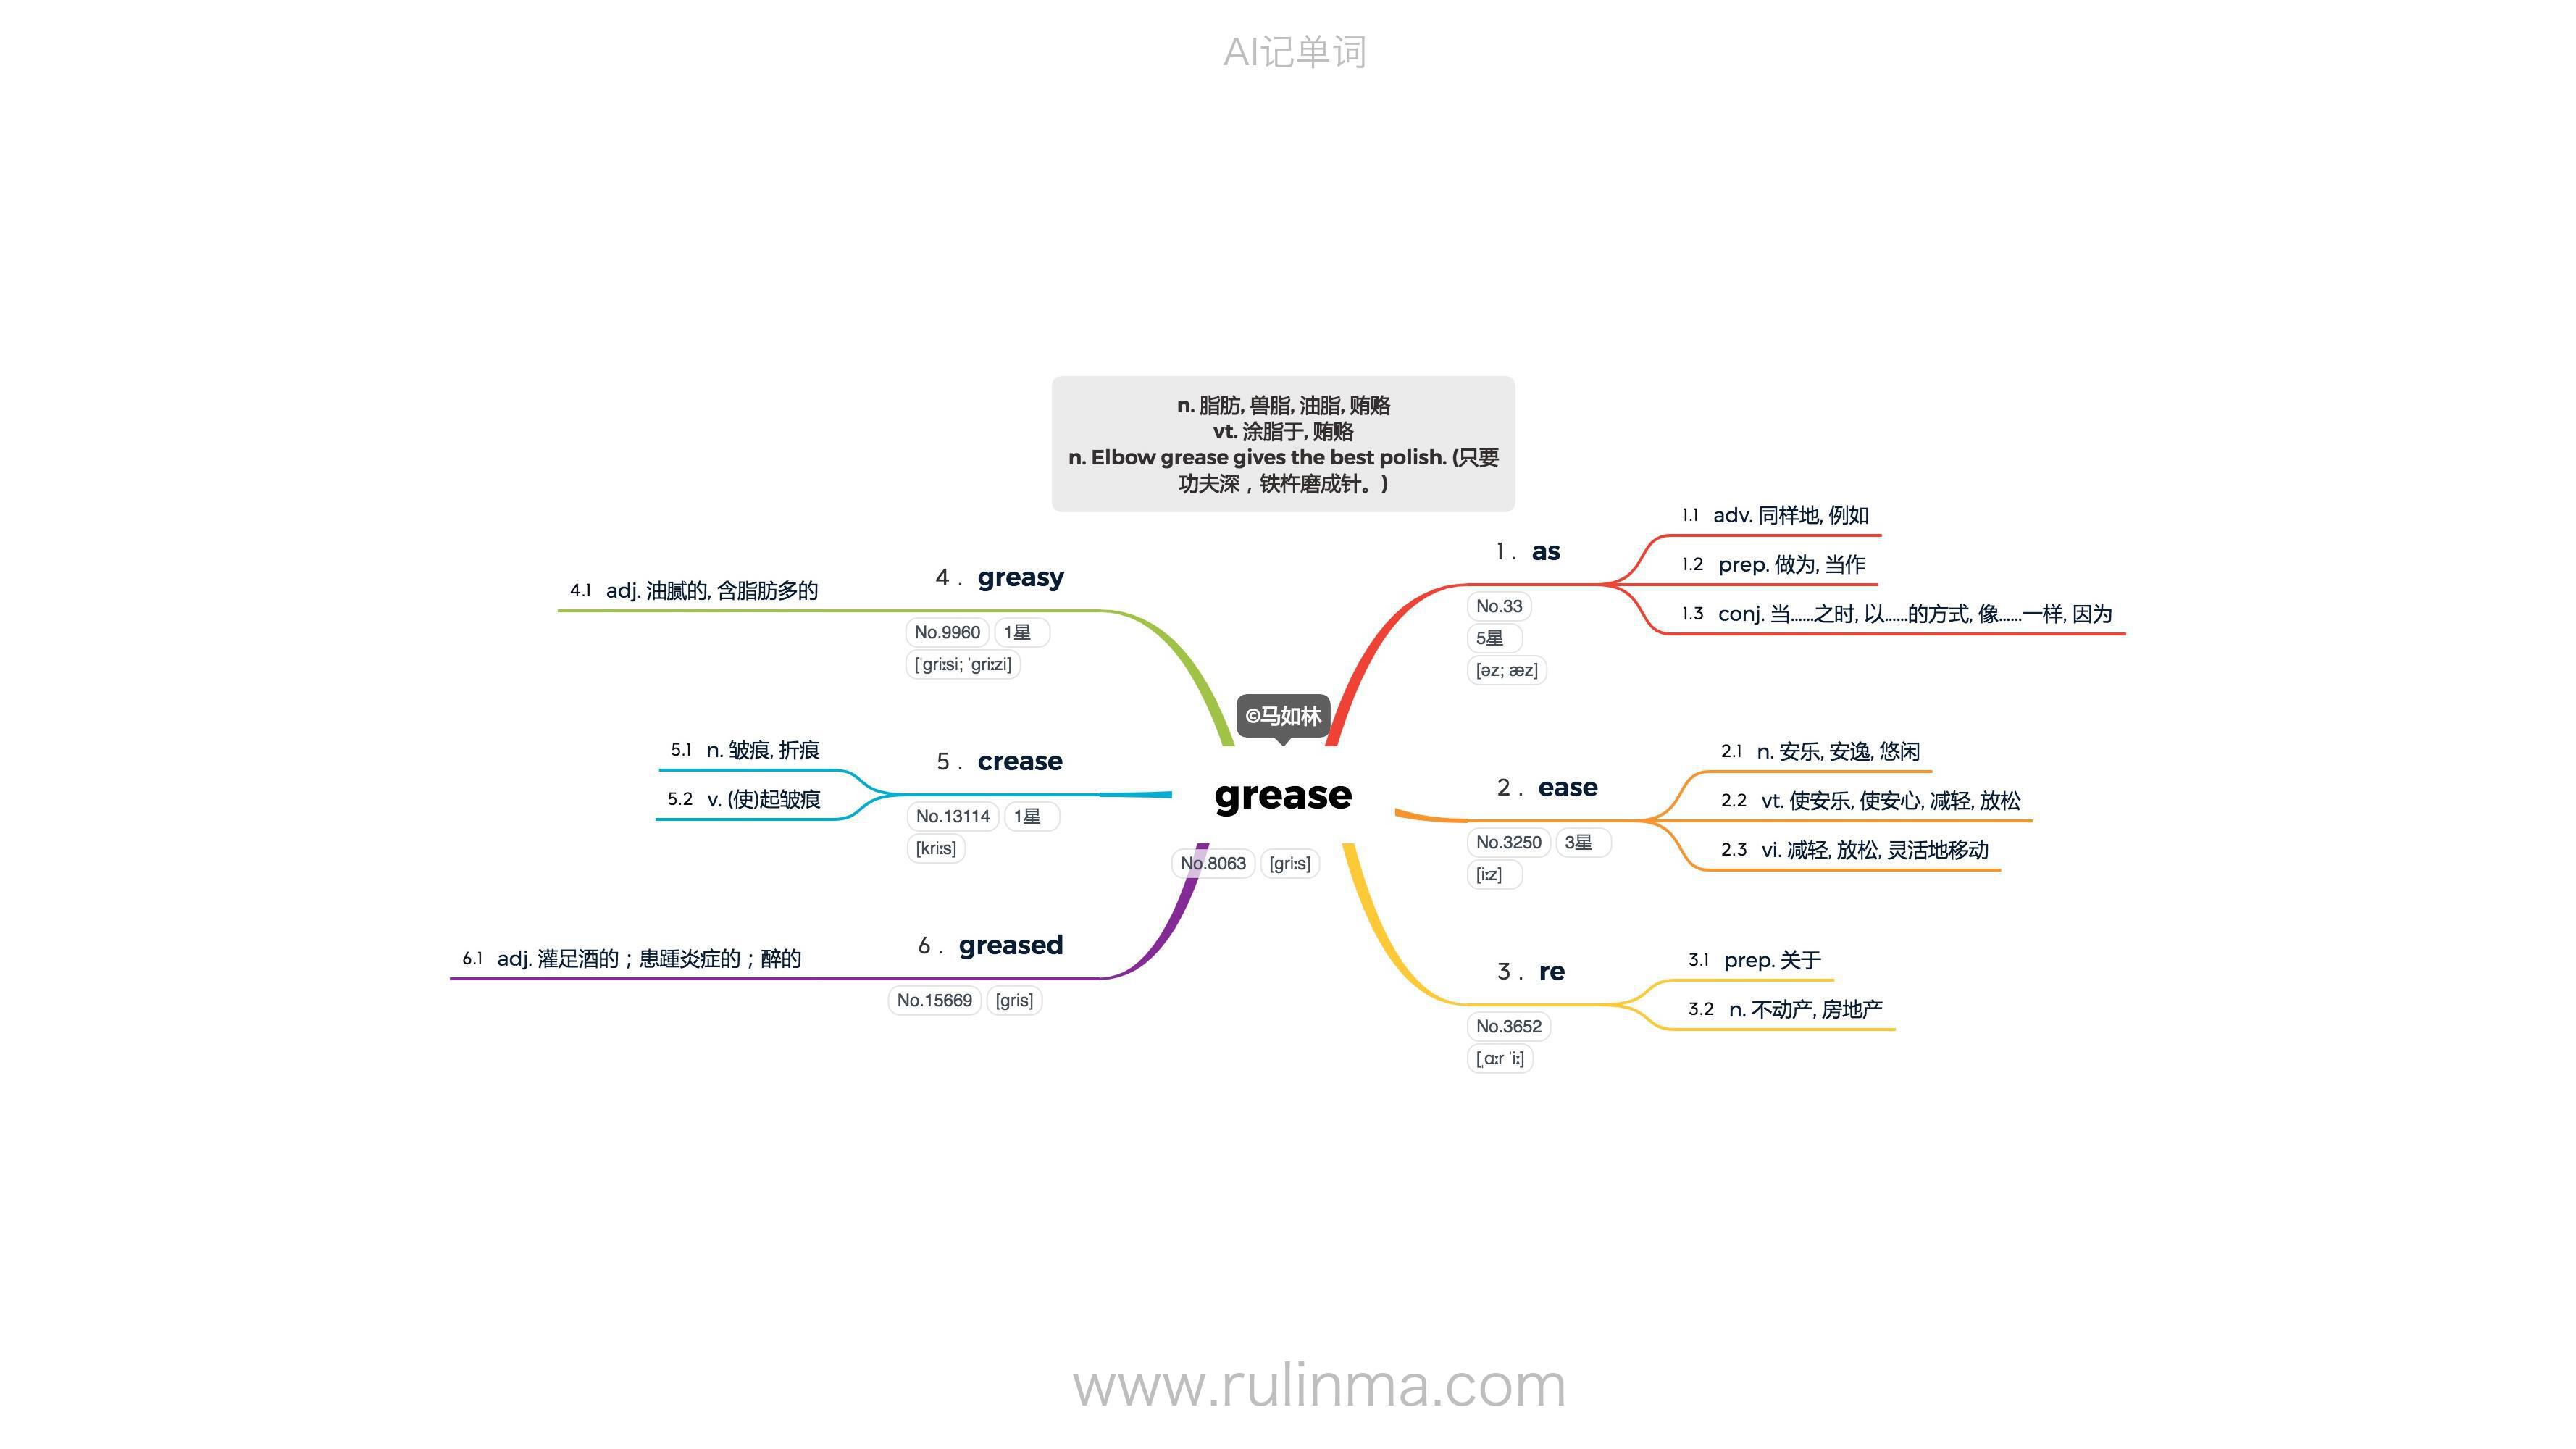 AI记单词
n. 脂肪, 兽脂, 油脂, 贿赂
vt. 涂脂于, 贿赂
n. Elbow grease gives the best polish. (只要
功夫深，铁杵磨成针。)
©马如林
grease
No.8063 [griːs]
1. as
No.33
5星
[əz; æz]
1.1 adv. 同样地, 例如
1.2 prep. 做为, 当作
1.3 conj. 当……之时, 以……的方式, 像……一样, 因为
2. ease
No.3250 3星
[iːz]
2.1 n. 安乐, 安逸, 悠闲
2.2 vt. 使安乐, 使安心, 减轻, 放松
2.3 vi. 减轻, 放松, 灵活地移动
3. re
No.3652
[ˌɑːr ˈiː]
3.1 prep. 关于
3.2 n. 不动产, 房地产
4. greasy
No.9960 1星
[ˈgriːsi; ˈgriːzi]
4.1 adj. 油腻的, 含脂肪多的
5. crease
No.13114 1星
[kriːs]
5.1 n. 皱痕, 折痕
5.2 v. (使)起皱痕
6. greased
No.15669 [gris]
6.1 adj. 灌足酒的；患踵炎症的；醉的
www.rulinma.com